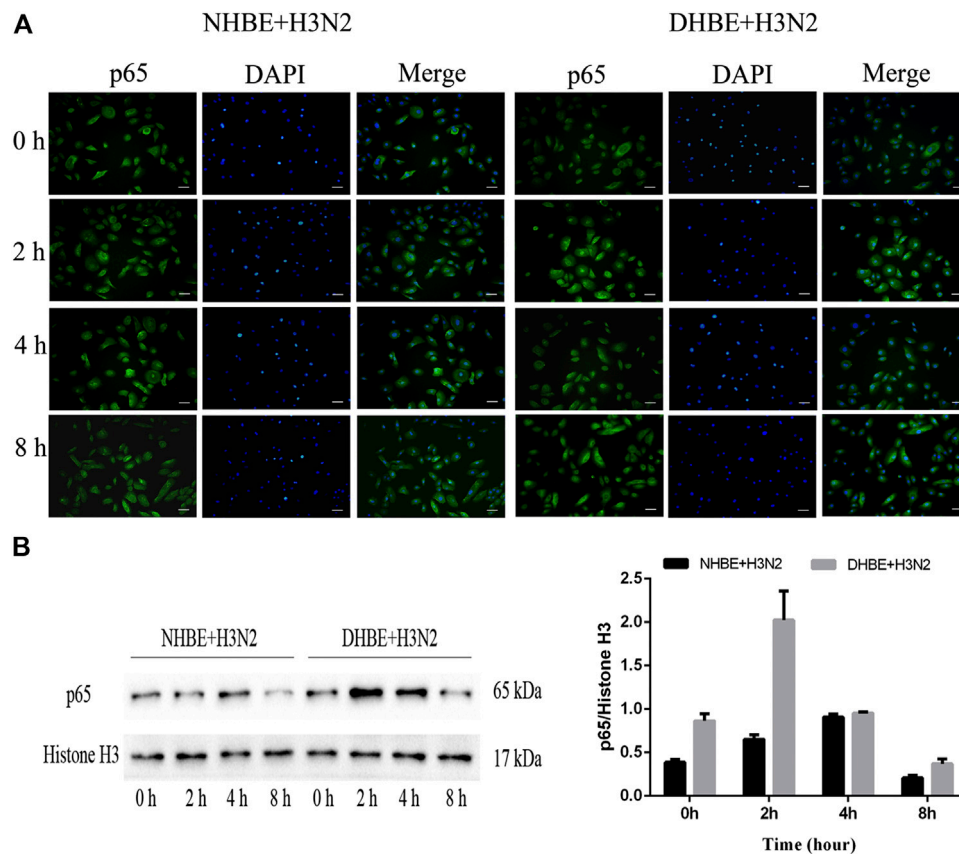 A
NHBE+H3N2 DHBE+H3N2
p65 DAPI Merge p65 DAPI Merge
0 h
2 h
4 h
8 h
B
NHBE+H3N2 DHBE+H3N2
p65 65 kDa
Histone H3 17 kDa
0 h 2 h 4 h 8 h 0 h 2 h 4 h 8 h
NHBE+H3N2 DHBE+H3N2
p65/Histone H3
2.5
2.0
1.5
1.0
0.5
0.0
0h 2h 4h 8h
Time (hour)